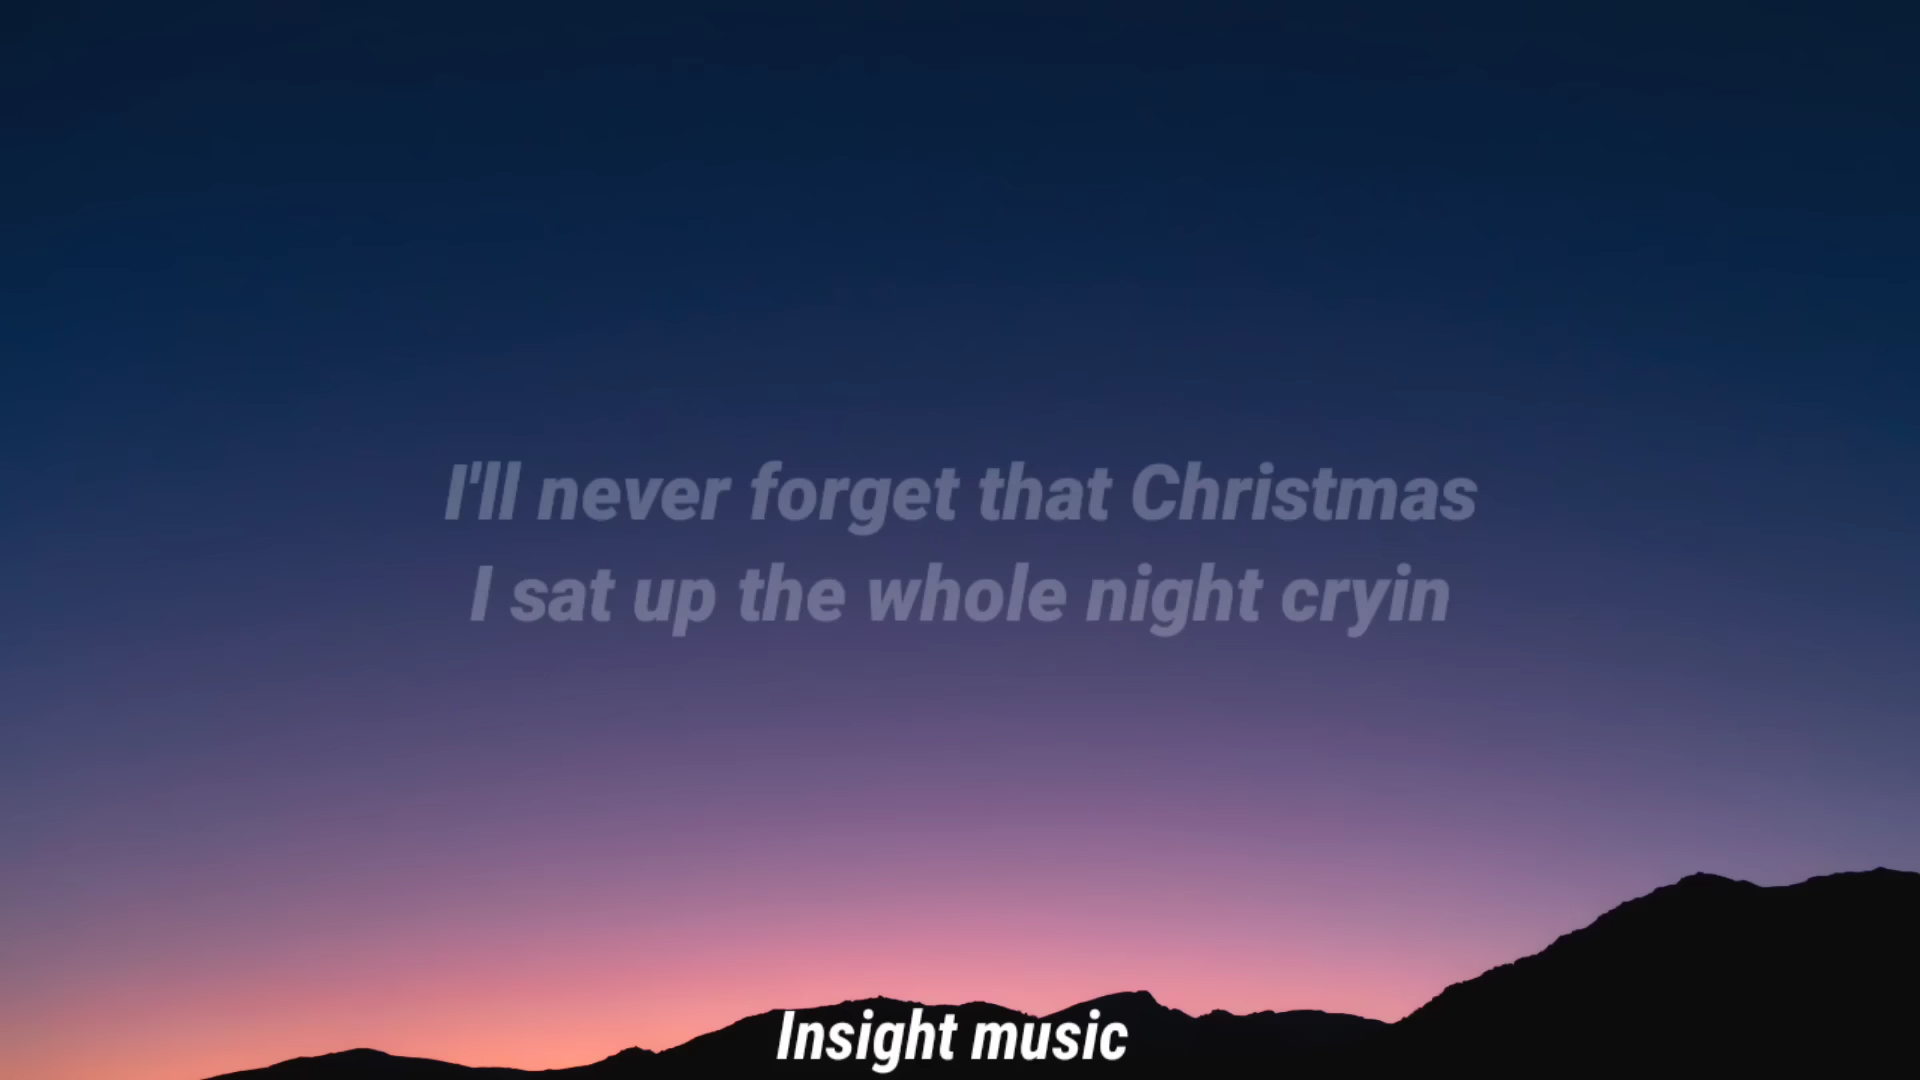 I'll never forget that Christmas
I sat up the whole night cryin
Insight music